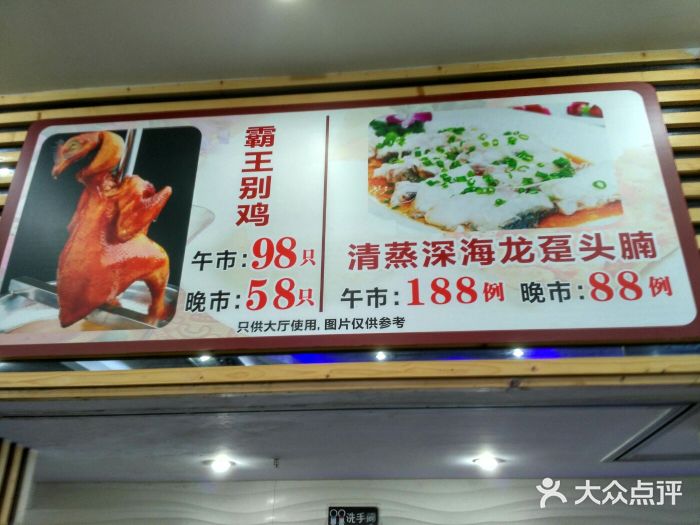 霸王别鸡
午市:98只
晚市:58只
清蒸深海龙趸头腩
午市:188例 晚市:88例
只供大厅使用,图片仅供参考
洗手间
大众点评